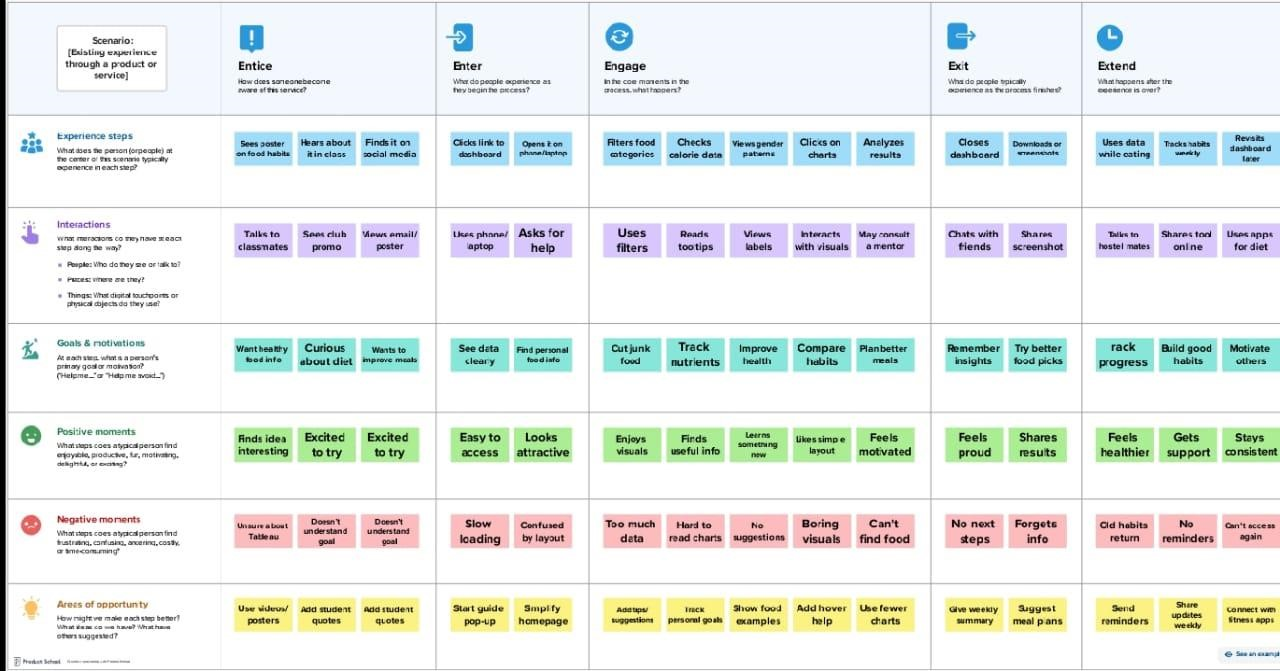 Scenario:
[Existing experience
through a product or
service]
Entice
How does someone become
aware of this service?
Enter
What do people experience as
they begin the process?
Engage
In the core moments in the
process, what happens?
Exit
What do people typically
experience as the process finishes?
Extend
What happens after the
experience is over?
Experience steps
What does the person (or people) at
the center of this scenario typically
experience in each step?
Sees poster
on food habits
Hears about
it in class
Finds it on
social media
Clicks link to
dashboard
Opens it on
phone/laptop
Filters food
categories
Checks
calorie data
Views gender
patterns
Clicks on
charts
Analyzes
results
Closes
dashboard
Downloads or
screenshots
Uses data
while eating
Tracks habits
weekly
Revisits
dashboard
later
Interactions
What interactions do they have at each
step along the way?
People: Who do they see or talk to?
Places: Where are they?
Things: What digital touchpoints or
physical objects do they use?
Talks to
classmates
Sees club
promo
Views email/
poster
Uses phone/
laptop
Asks for
help
Uses
filters
Reads
tooltips
Views
labels
Interacts
with visuals
May consult
a mentor
Chats with
friends
Shares
screenshot
Talks to
hostel mates
Shares tool
online
Uses apps
for diet
Goals & motivations
At each step, what is a person's
primary goal or motivation?
("Help me..." or "Help me avoid...")
Want healthy
food info
Curious
about diet
Wants to
improve meals
See data
clearly
Find personal
food info
Cut junk
food
Track
nutrients
Improve
health
Compare
habits
Plan better
meals
Remember
insights
Try better
food picks
rack
progress
Build good
habits
Motivate
others
Positive moments
What steps does a typical person find
enjoyable, productive, fun, motivating,
delightful, or exciting?
Finds idea
interesting
Excited
to try
Excited
to try
Easy to
access
Looks
attractive
Enjoys
visuals
Finds
useful info
Learns
something
new
Likes simple
layout
Feels
motivated
Feels
proud
Shares
results
Feels
healthier
Gets
support
Stays
consistent
Negative moments
What steps does a typical person find
frustrating, confusing, angering, costly,
or time-consuming?
Unsure about
Tableau
Doesn't
understand
goal
Doesn't
understand
goal
Slow
loading
Confused
by layout
Too much
data
Hard to
read charts
No
suggestions
Boring
visuals
Can't
find food
No next
steps
Forgets
info
Old habits
return
No
reminders
Can't access
again
Areas of opportunity
How might we make each step better?
What ideas do we have? What have
others suggested?
Use videos/
posters
Add student
quotes
Add student
quotes
Start guide
pop-up
Simplify
homepage
Add tips/
suggestions
Track
personal goals
Show food
examples
Add hover
help
Use fewer
charts
Give weekly
summary
Suggest
meal plans
Send
reminders
Share
updates
weekly
Connect with
fitness apps
Product School
See an exampl